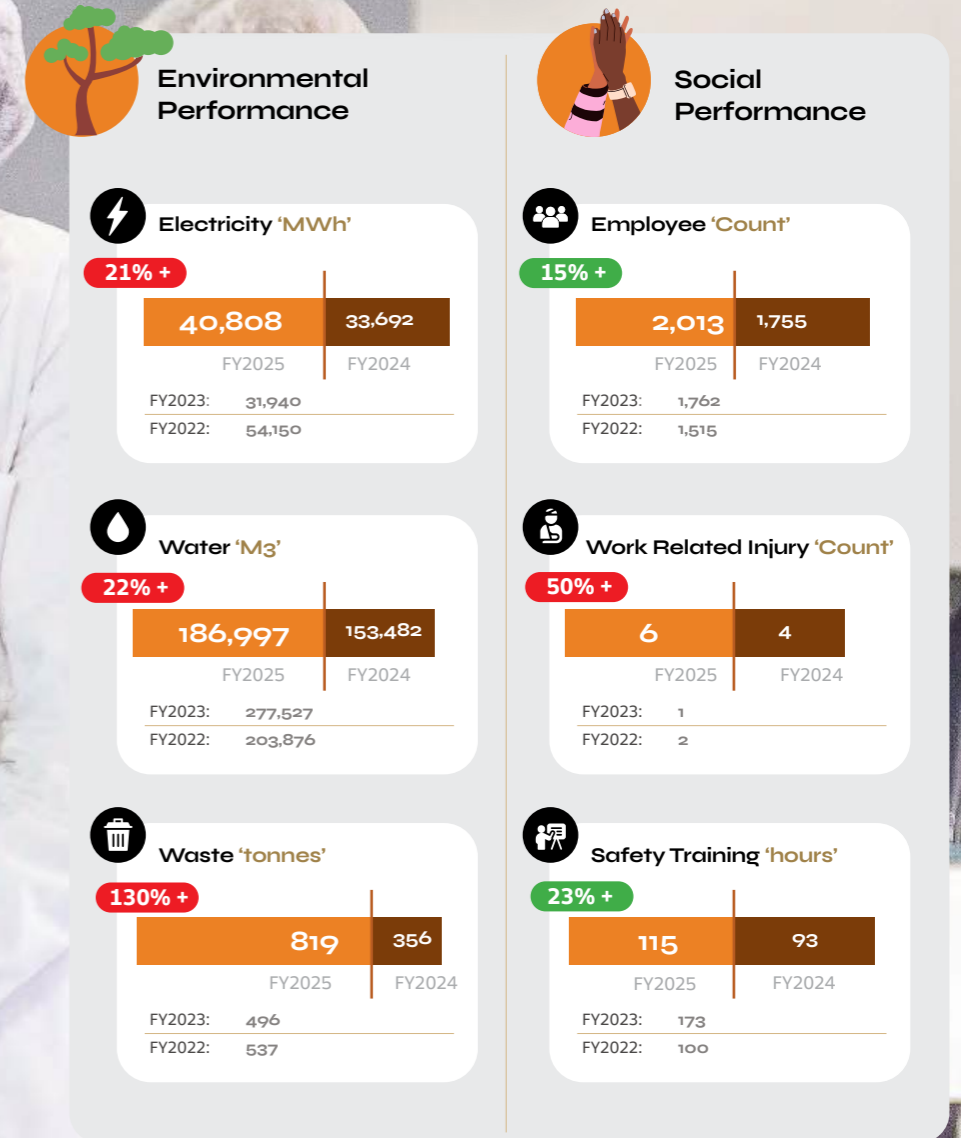 Environmental
Performance
Electricity ‘MWh’
21% +
40,808 33,692
FY2025 FY2024
FY2023: 31,940
FY2022: 54,150
Water ‘M3’
22% +
186,997 153,482
FY2025 FY2024
FY2023: 277,527
FY2022: 203,876
Waste ‘tonnes’
130% +
819 356
FY2025 FY2024
FY2023: 496
FY2022: 537
Social
Performance
Employee ‘Count’
15% +
2,013 1,755
FY2025 FY2024
FY2023: 1,762
FY2022: 1,515
Work Related Injury ‘Count’
50% +
6 4
FY2025 FY2024
FY2023: 1
FY2022: 2
Safety Training ‘hours’
23% +
115 93
FY2025 FY2024
FY2023: 173
FY2022: 100